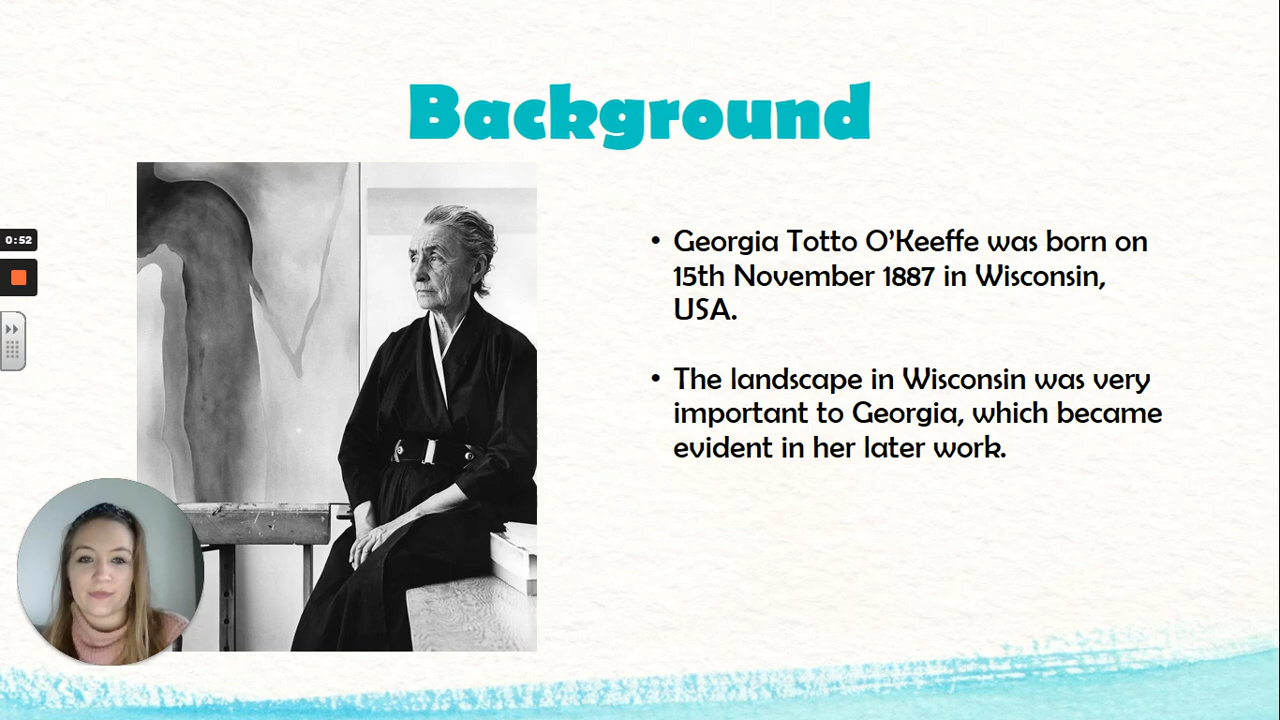 Background
0:52
• Georgia Totto O’Keeffe was born on
15th November 1887 in Wisconsin,
USA.
• The landscape in Wisconsin was very
important to Georgia, which became
evident in her later work.